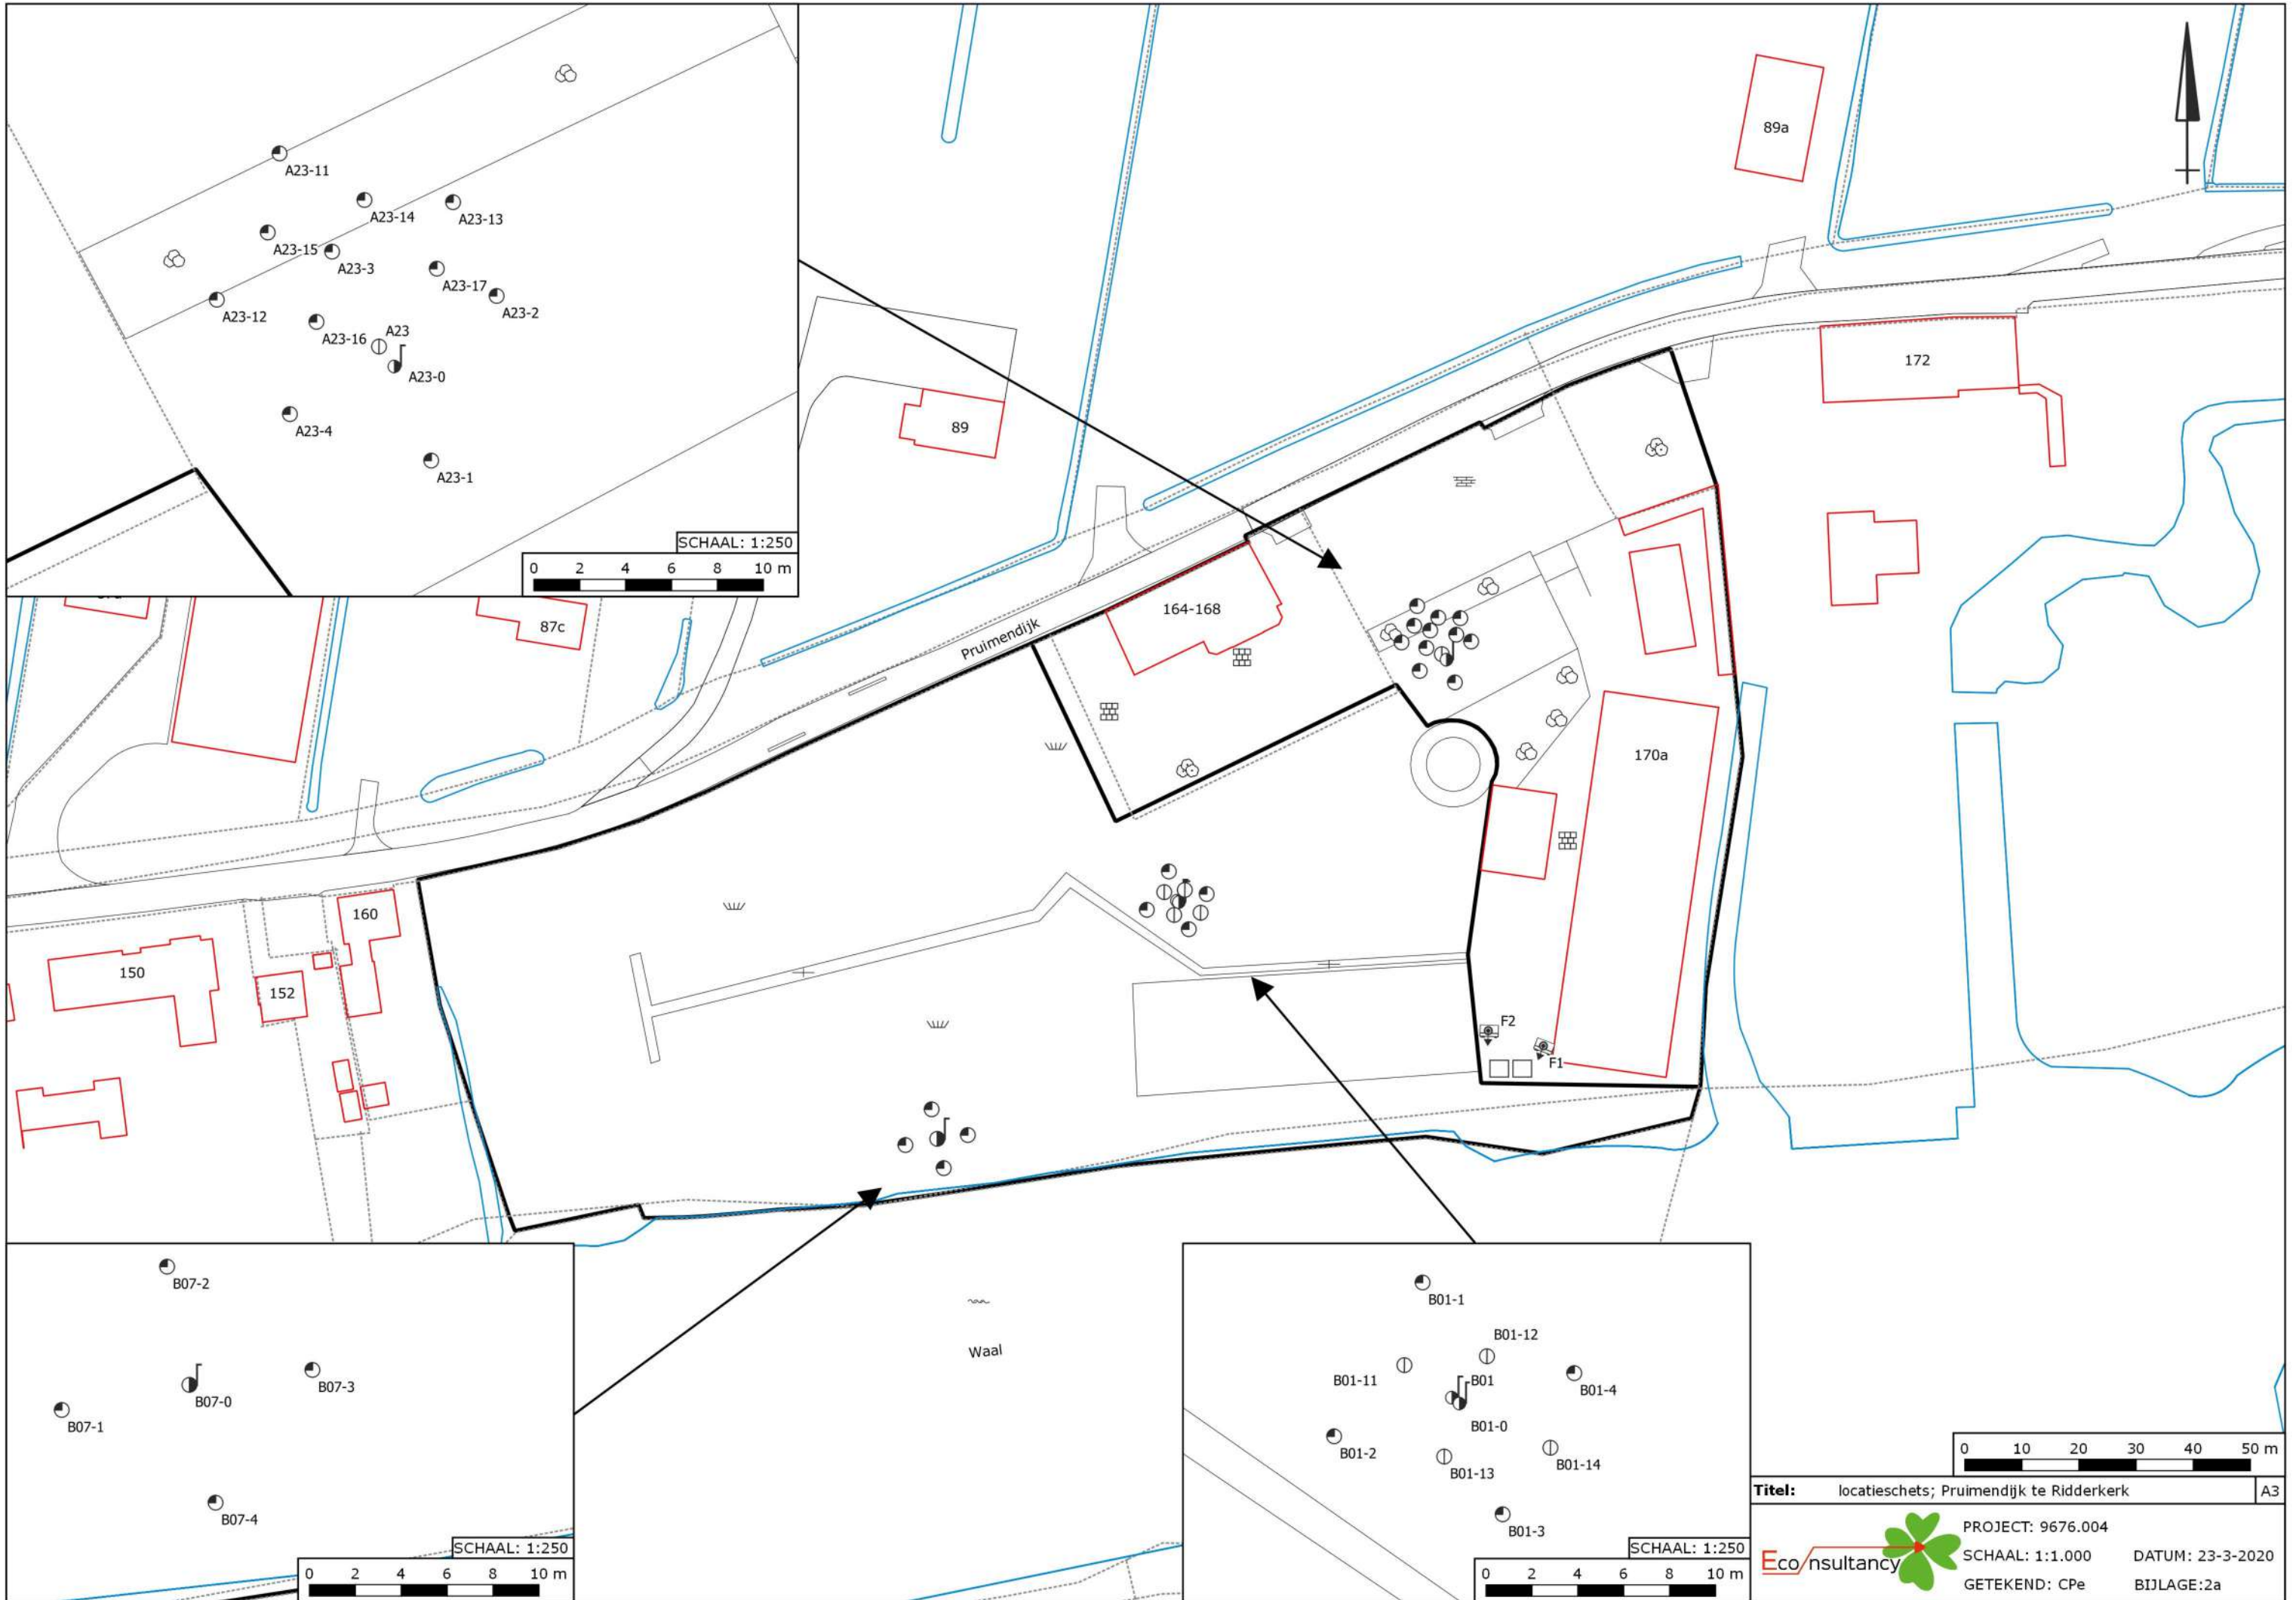 A23-11
A23-14
A23-13
A23-15
A23-3
A23-17
A23-2
A23-12
A23-16
A23
A23-0
A23-4
A23-1
SCHAAL: 1:250
0 2 4 6 8 10 m
89a
172
89
87c
164-168
Pruimendijk
170a
160
150
152
F2
F1
B07-2
B07-3
B07-0
B07-1
B07-4
SCHAAL: 1:250
0 2 4 6 8 10 m
Waal
B01-1
B01-12
B01-11
B01
B01-4
B01-0
B01-2
B01-13
B01-14
B01-3
SCHAAL: 1:250
0 2 4 6 8 10 m
0 10 20 30 40 50 m
Titel: locatieschets; Pruimendijk te Ridderkerk A3
Eco nsultancy
PROJECT: 9676.004
SCHAAL: 1:1.000 DATUM: 23-3-2020
GETEKEND: CPe BIJLAGE:2a